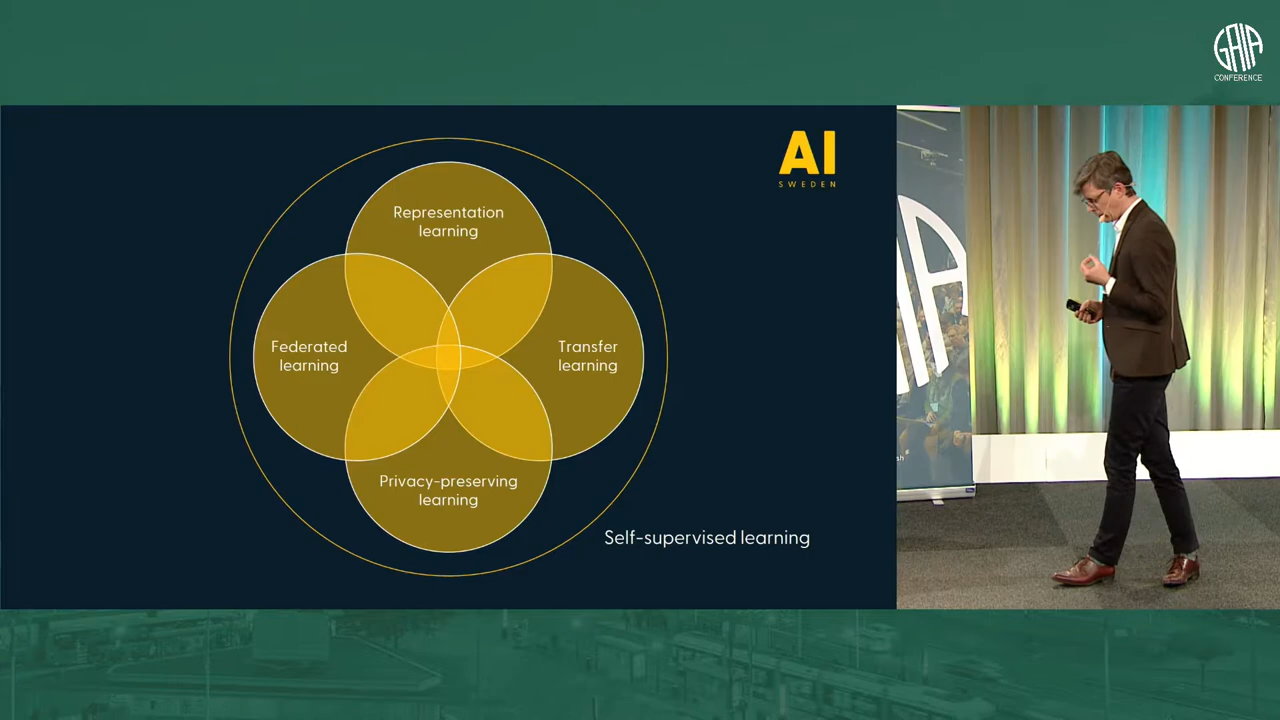 GAIA
CONFERENCE
AI
SWEDEN
Representation
learning
Federated
learning
Transfer
learning
Privacy-preserving
learning
Self-supervised learning